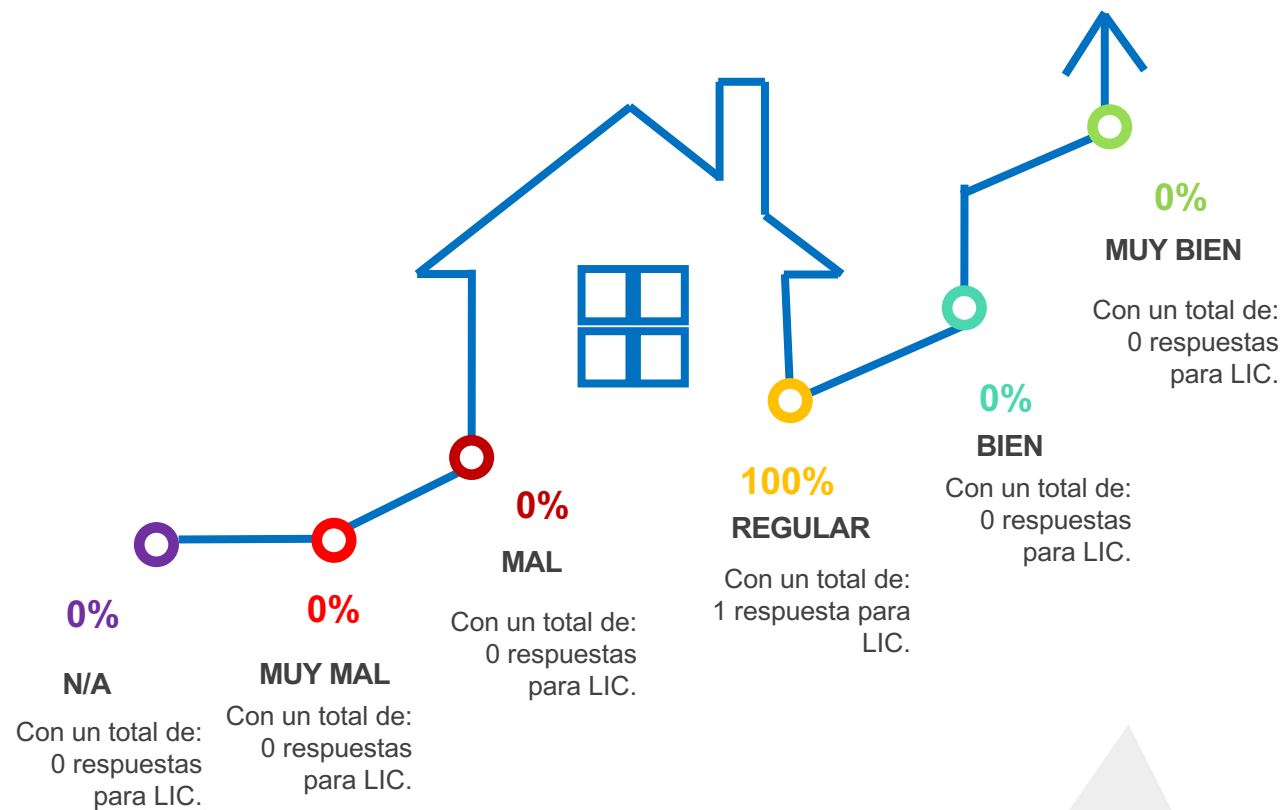 0%
N/A
Con un total de:
0 respuestas
para LIC.
0%
MUY MAL
Con un total de:
0 respuestas
para LIC.
0%
MAL
Con un total de:
0 respuestas
para LIC.
100%
REGULAR
Con un total de:
1 respuesta para
LIC.
0%
BIEN
Con un total de:
0 respuestas
para LIC.
0%
MUY BIEN
Con un total de:
0 respuestas
para LIC.